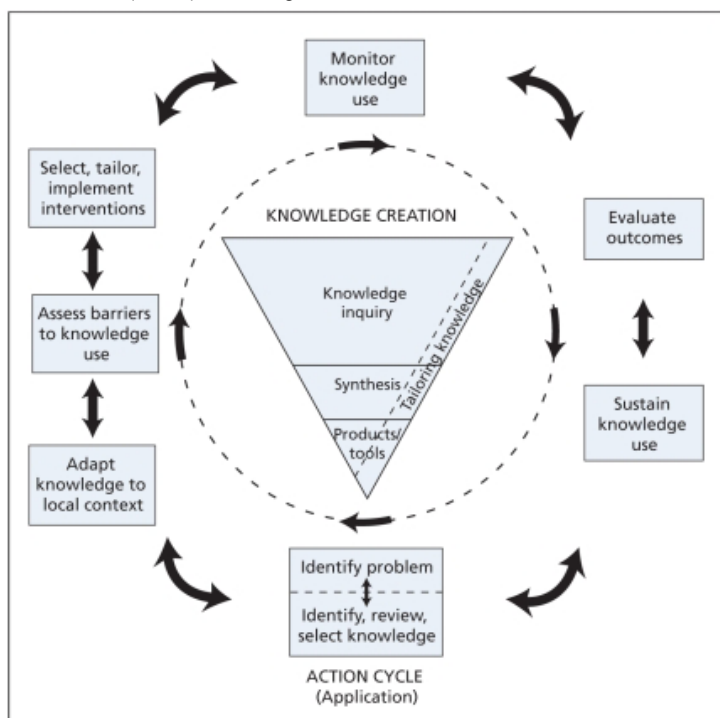 Monitor
knowledge
use
Select, tailor,
implement
interventions
Evaluate
outcomes
KNOWLEDGE CREATION
Knowledge
inquiry
Tailoring knowledge
Assess barriers
to knowledge
use
Synthesis
Products/
tools
Sustain
knowledge
use
Adapt
knowledge to
local context
Identify problem
Identify, review,
select knowledge
ACTION CYCLE
(Application)